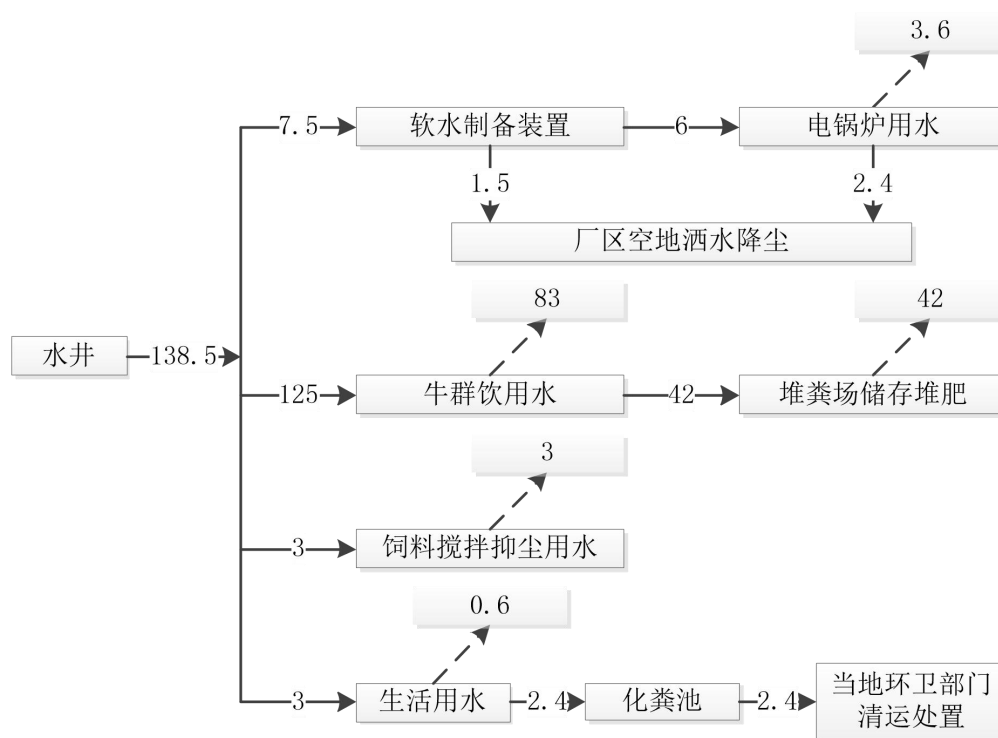 3.6
7.5
软水制备装置
6
电锅炉用水
1.5
2.4
厂区空地洒水降尘
83
42
水井
138.5
125
牛群饮用水
42
堆粪场储存堆肥
3
3
饲料搅拌抑尘用水
0.6
3
生活用水
2.4
化粪池
2.4
当地环卫部门
清运处置